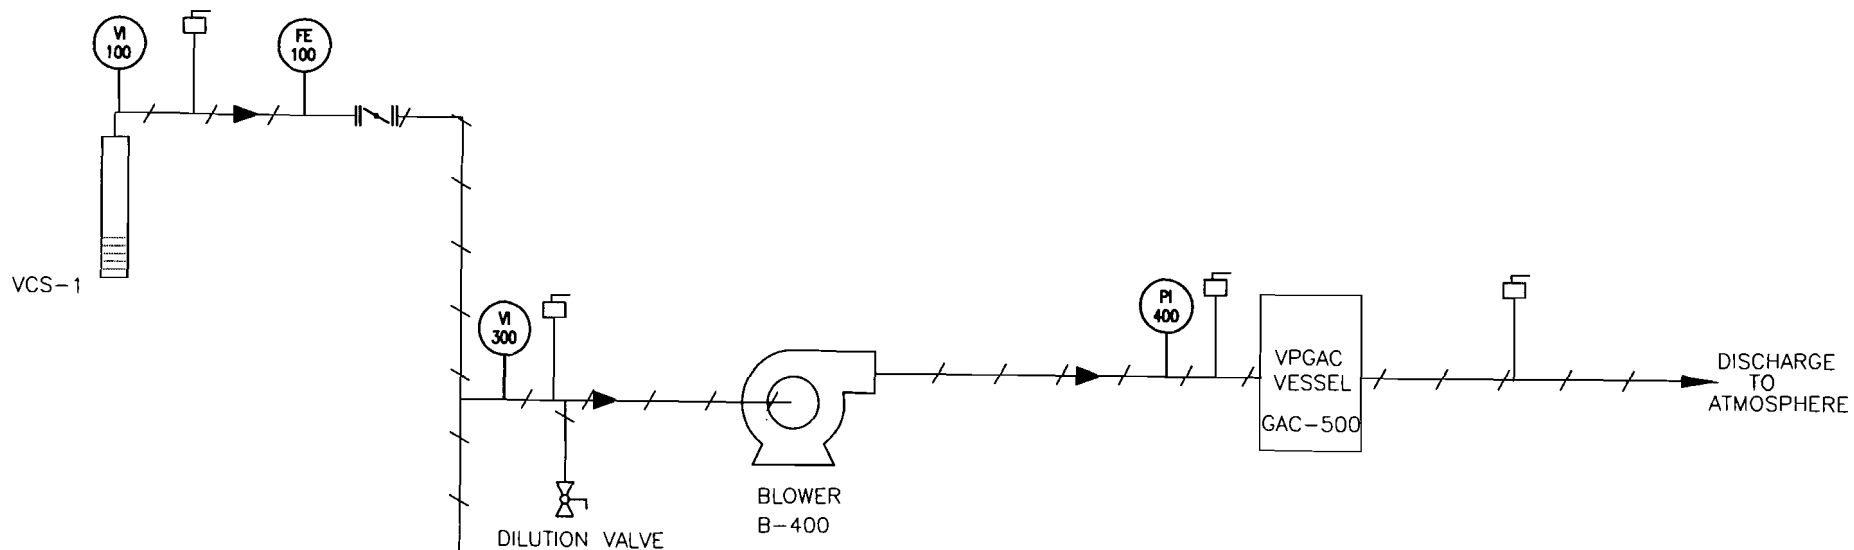 VI
100
FE
100
VCS-1
VI
300
DILUTION VALVE
BLOWER
B-400
PI
400
VPGAC
VESSEL
GAC-500
DISCHARGE
TO
ATMOSPHERE